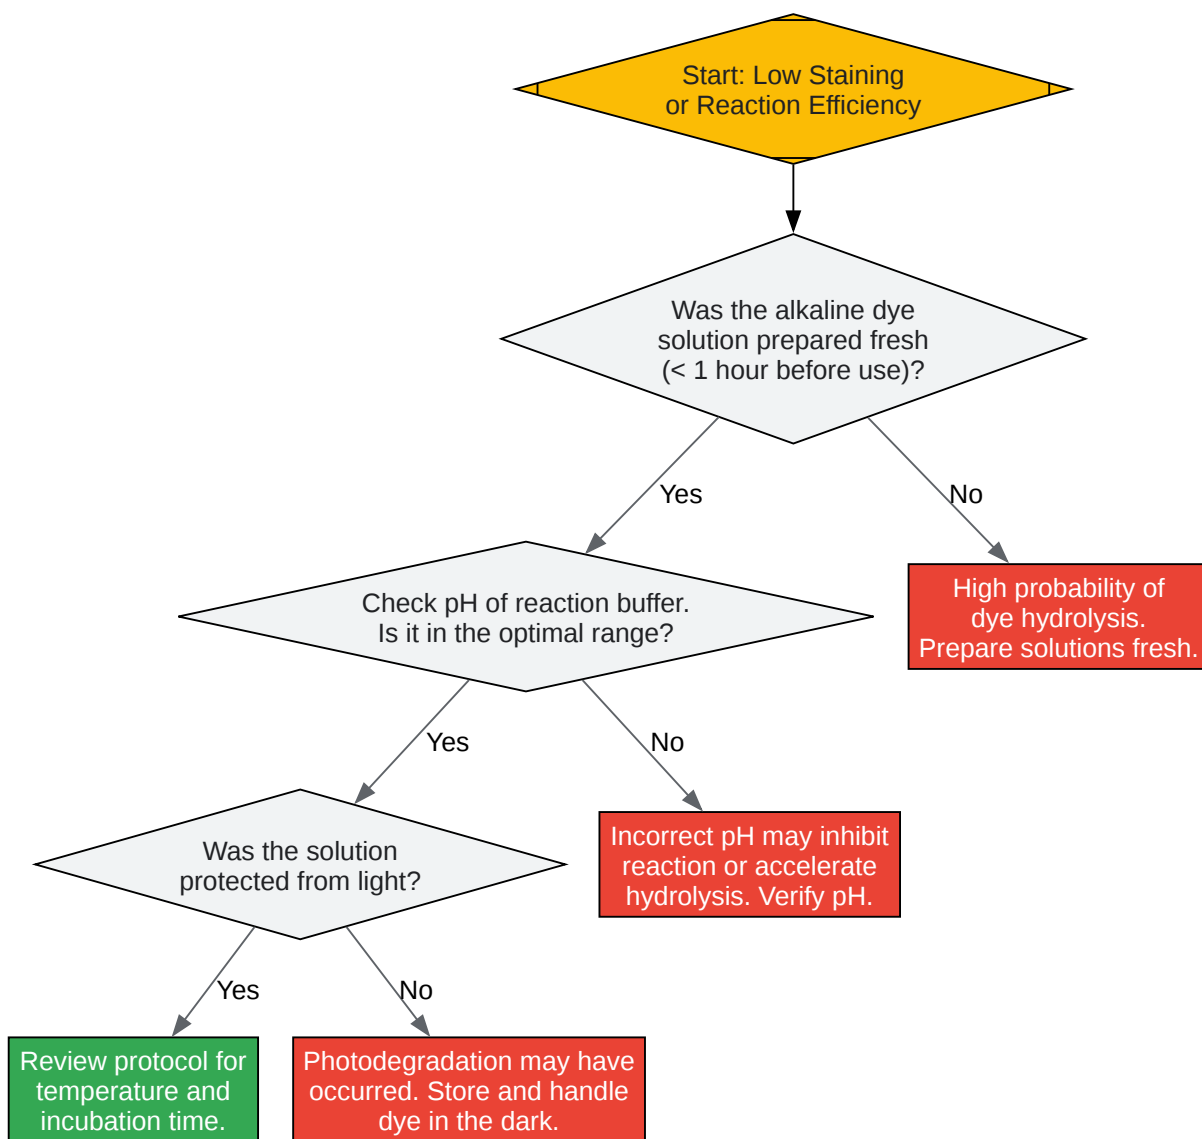 Start: Low Staining
or Reaction Efficiency
Was the alkaline dye
solution prepared fresh
(< 1 hour before use)?
Yes
No
High probability of
dye hydrolysis.
Prepare solutions fresh.
Check pH of reaction buffer.
Is it in the optimal range?
Yes
No
Incorrect pH may inhibit
reaction or accelerate
hydrolysis. Verify pH.
Was the solution
protected from light?
Yes
No
Review protocol for
temperature and
incubation time.
Photodegradation may have
occurred. Store and handle
dye in the dark.